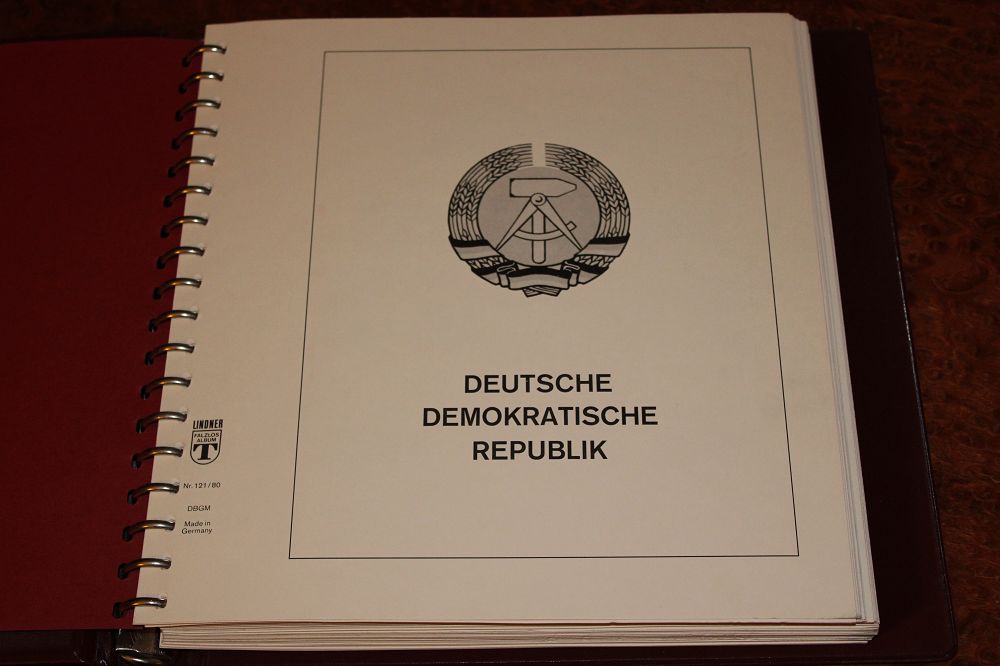 DEUTSCHE
DEMOKRATISCHE
REPUBLIK
LINDNER
FALZLOS
ALBUM
T
Nr. 121/80
DBGM
Made in
Germany